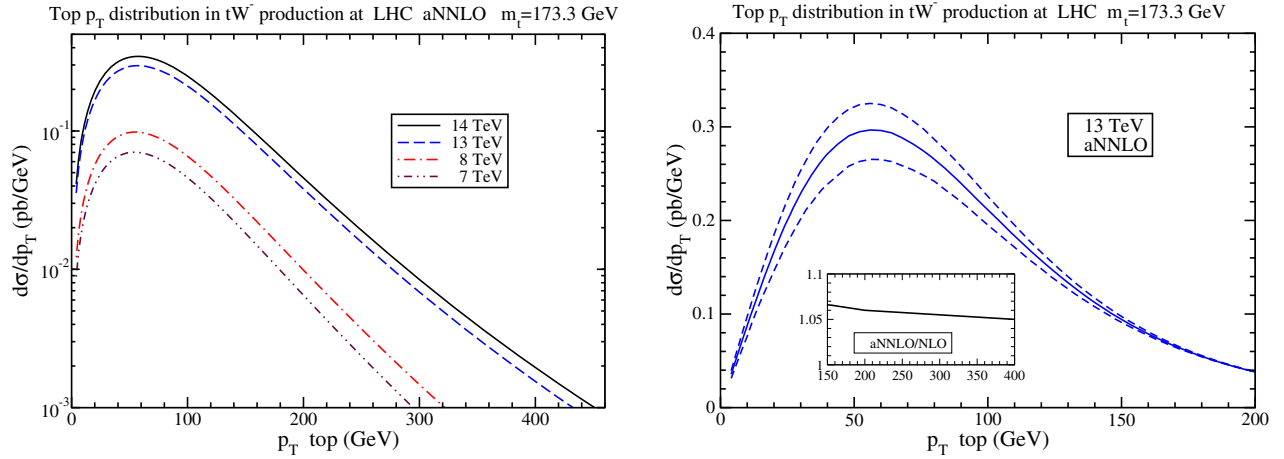 Top p_T distribution in tW^- production at LHC aNNLO m_t=173.3 GeV
dσ/dp_T (pb/GeV)
10^-1
10^-2
10^-3
14 TeV
13 TeV
8 TeV
7 TeV
0 100 200 300 400
p_T top (GeV)
Top p_T distribution in tW^- production at LHC aNNLO m_t=173.3 GeV
dσ/dp_T (pb/GeV)
0.4
0.3
0.2
0.1
0
13 TeV
aNNLO
1.1
1.05
1
aNNLO/NLO
150 200 250 300 350 400
0 50 100 150 200
p_T top (GeV)